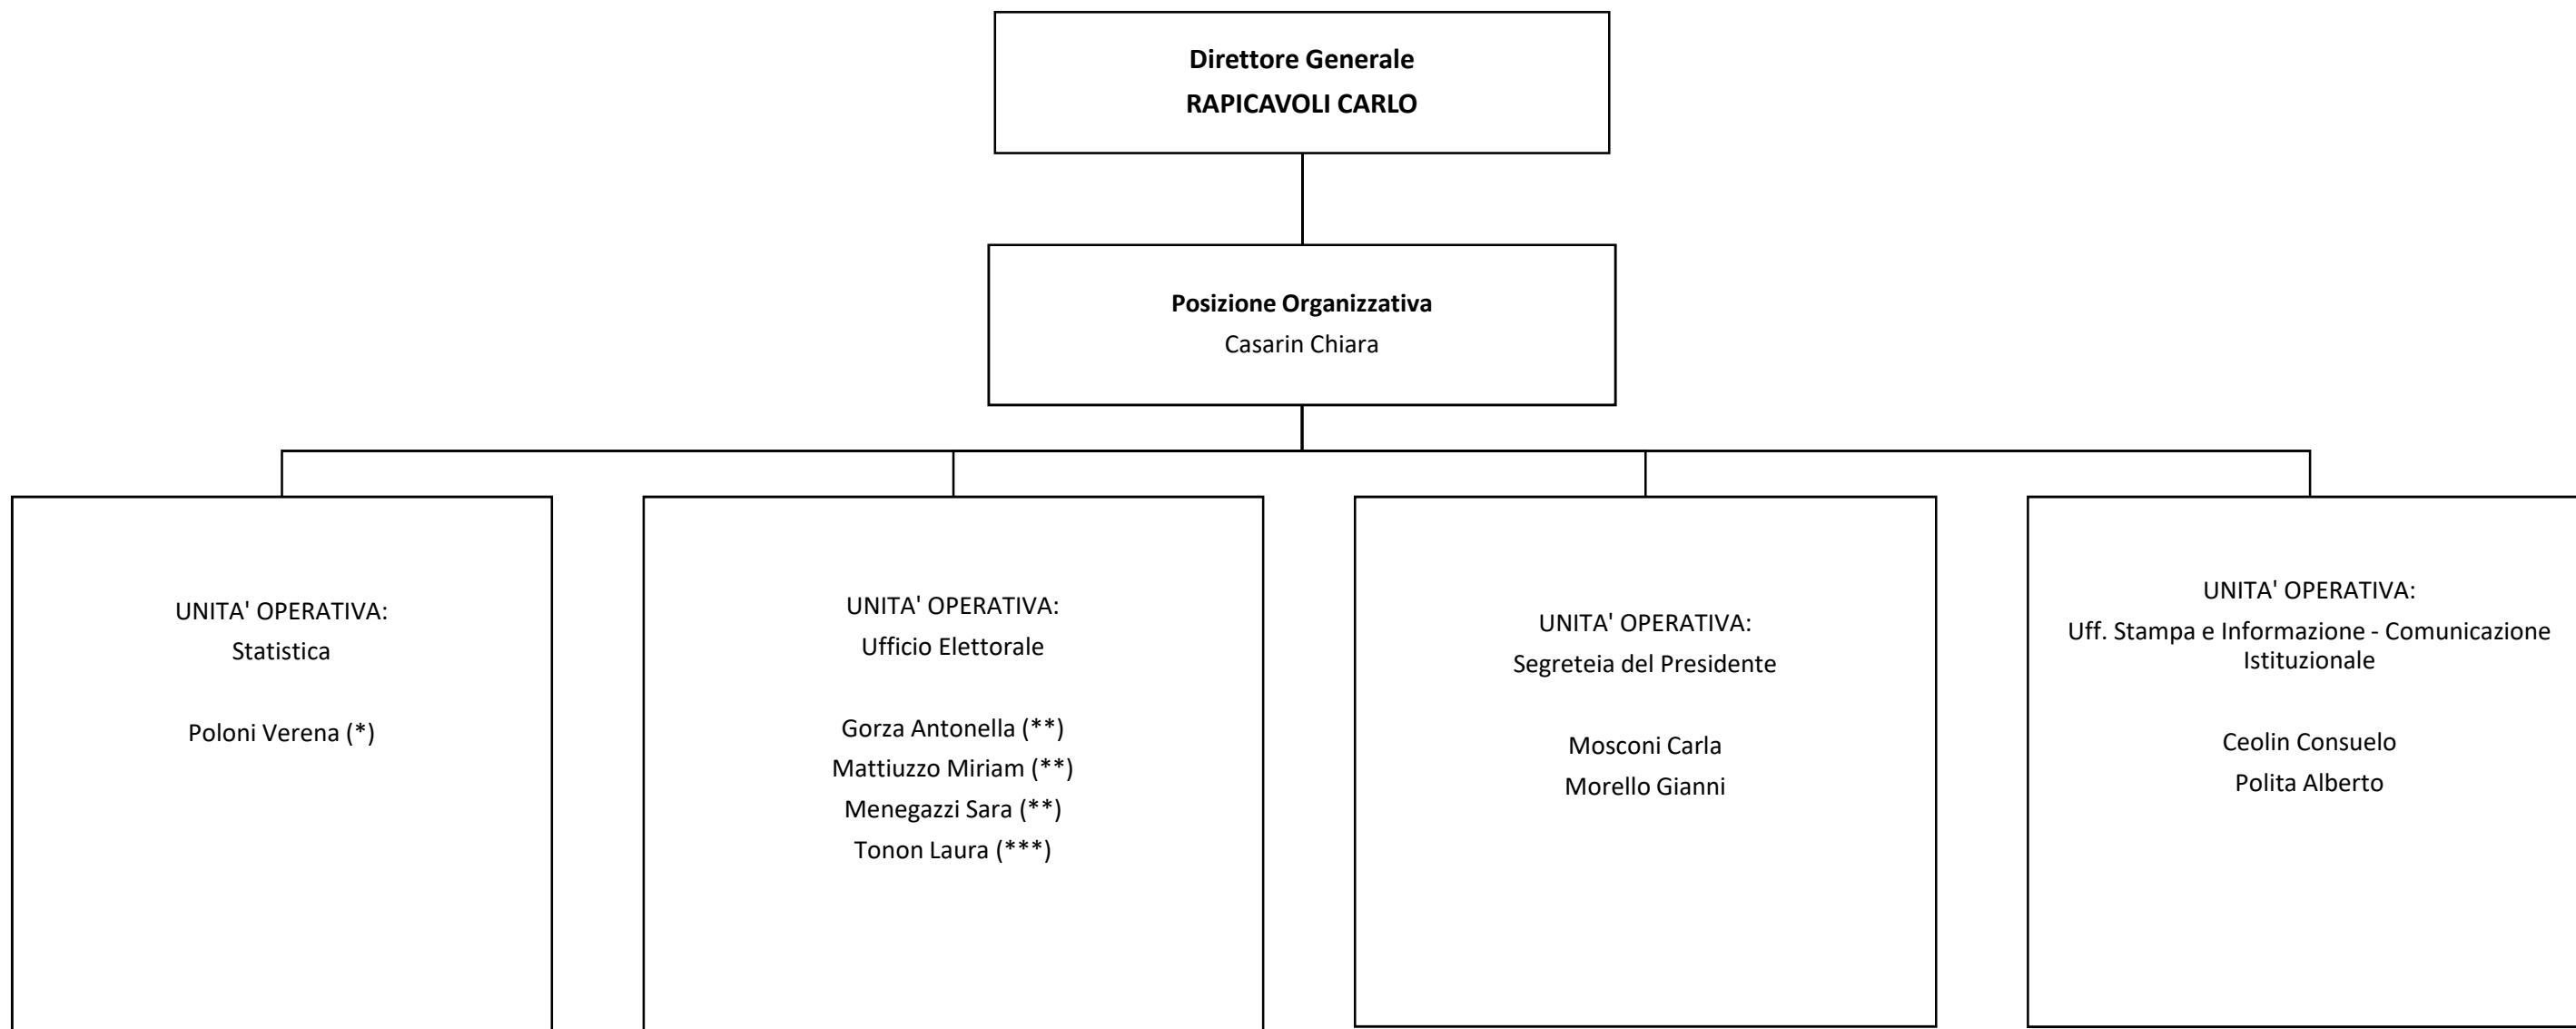 Direttore Generale
RAPICAVOLI CARLO
Posizione Organizzativa
Casarin Chiara
UNITA' OPERATIVA:
Statistica
Poloni Verena (*)
UNITA' OPERATIVA:
Ufficio Elettorale
Gorza Antonella (**)
Mattiuzzo Miriam (**)
Menegazzi Sara (**)
Tonon Laura (***)
UNITA' OPERATIVA:
Segreteia del Presidente
Mosconi Carla
Morello Gianni
UNITA' OPERATIVA:
Uff. Stampa e Informazione - Comunicazione
Istituzionale
Ceolin Consuelo
Polita Alberto